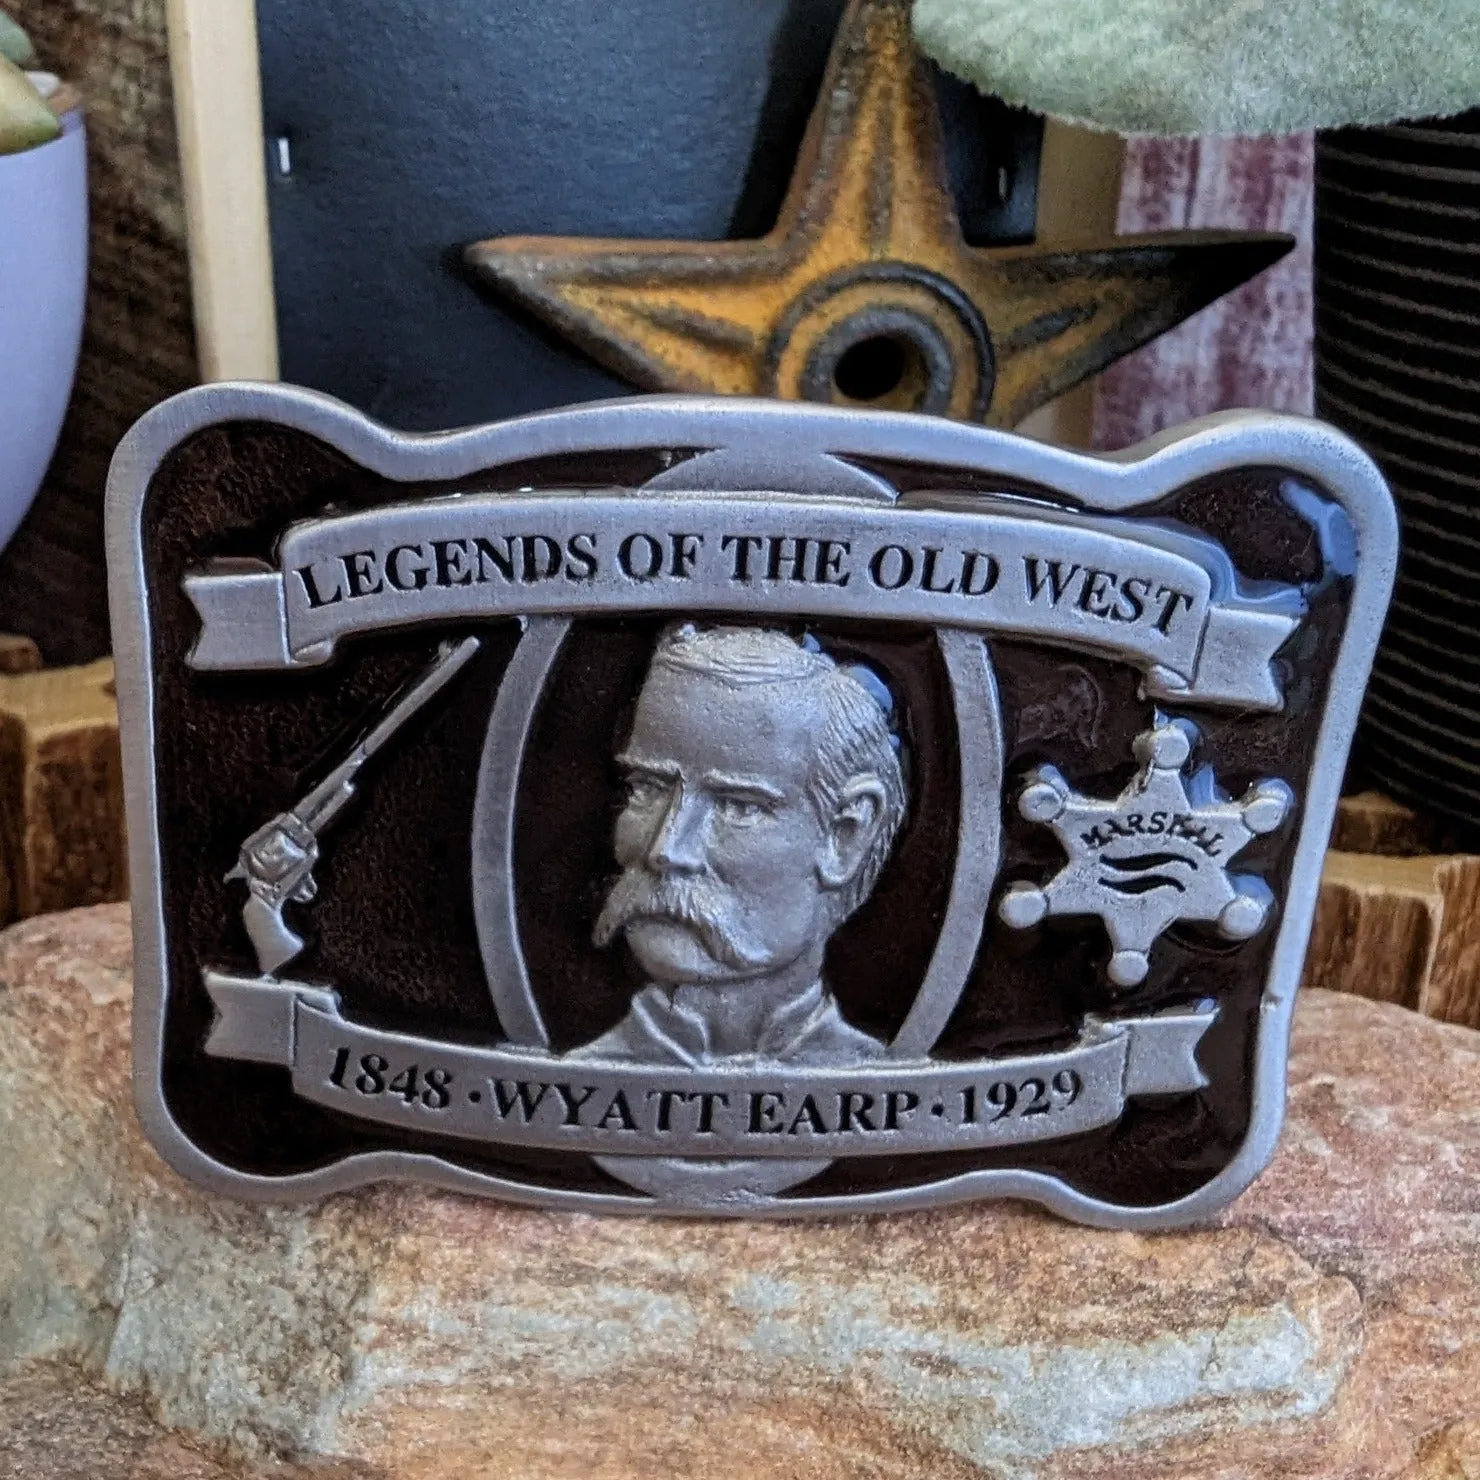 LEGENDS OF THE OLD WEST
MARSHAL
1848 · WYATT EARP · 1929